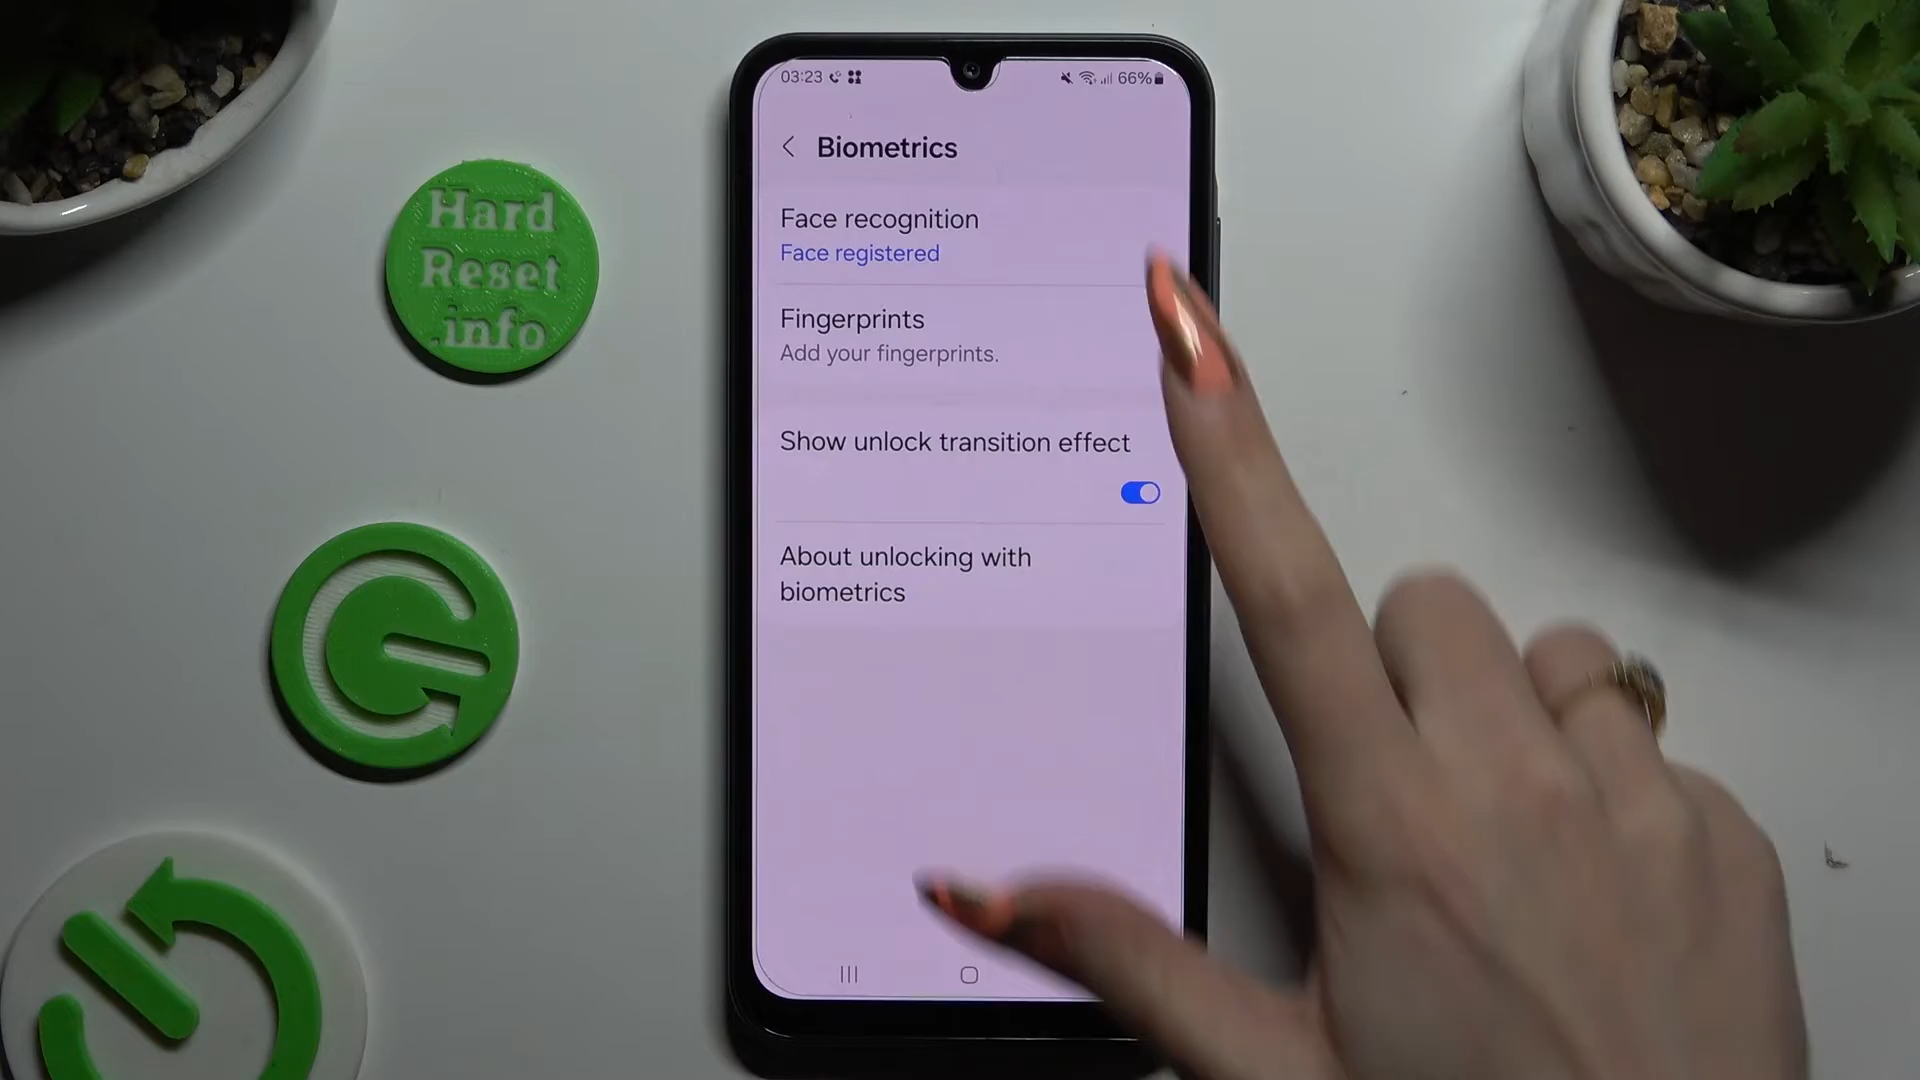 Hard
Reset
.info
03:23
66%
Biometrics
Face recognition
Face registered
Fingerprints
Add your fingerprints.
Show unlock transition effect
About unlocking with
biometrics